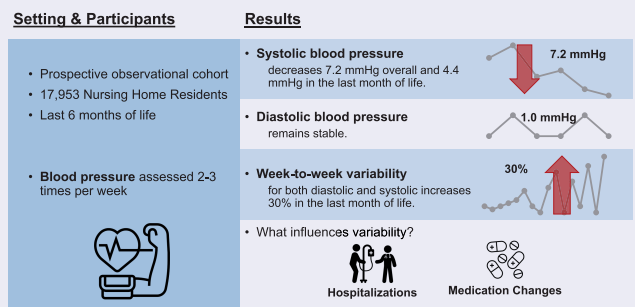 Setting & Participants
• Prospective observational cohort
• 17,953 Nursing Home Residents
• Last 6 months of life
• Blood pressure assessed 2-3
times per week
Results
• Systolic blood pressure
decreases 7.2 mmHg overall and 4.4
mmHg in the last month of life.
7.2 mmHg
• Diastolic blood pressure
remains stable.
1.0 mmHg
• Week-to-week variability
for both diastolic and systolic increases
30% in the last month of life.
30%
• What influences variability?
Hospitalizations
Medication Changes